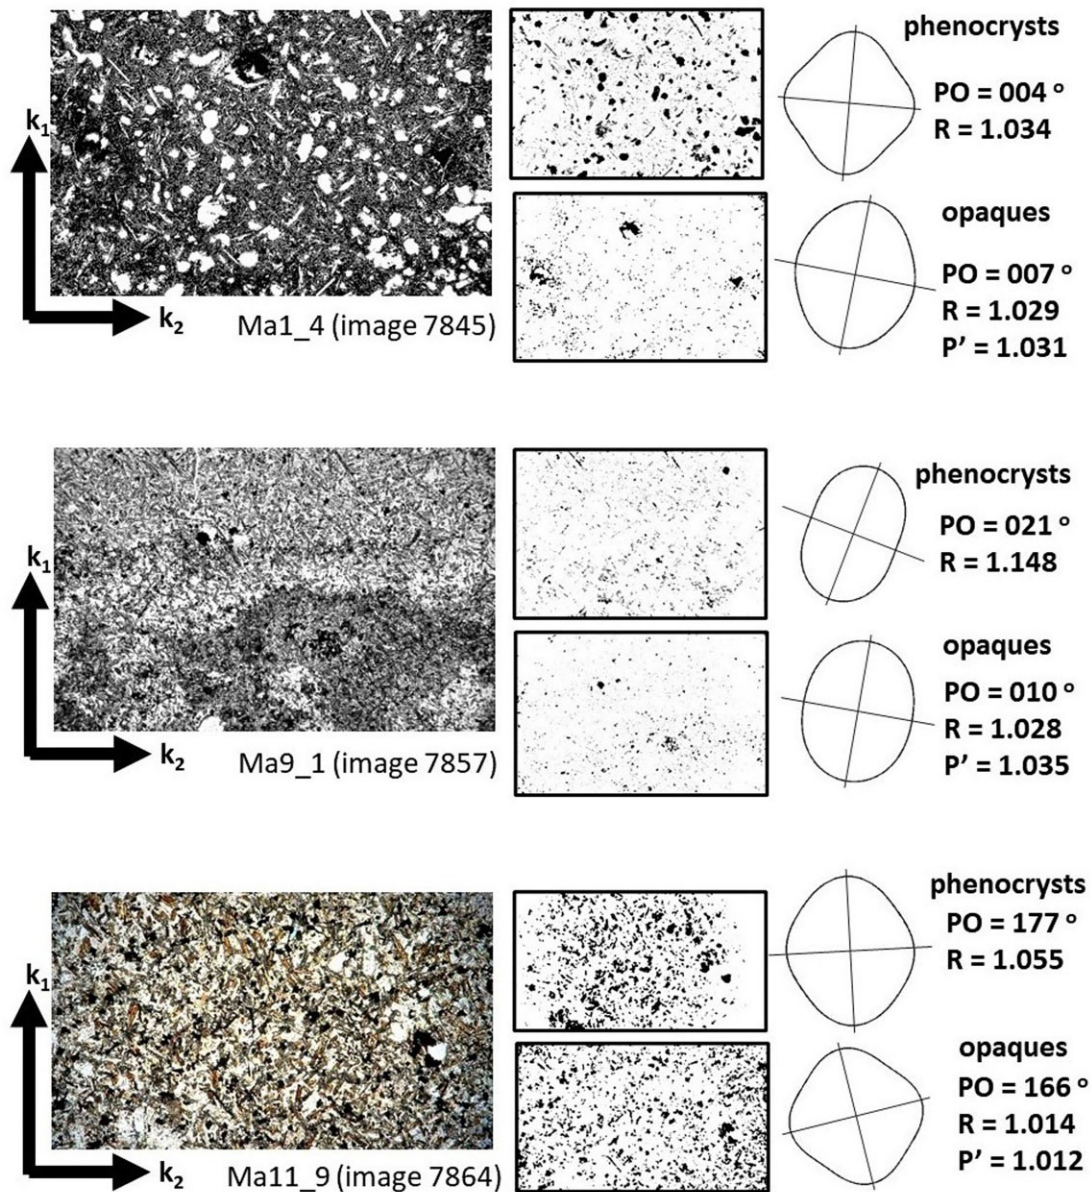 k1
k2
Ma1_4 (image 7845)
phenocrysts
PO = 004 °
R = 1.034
opaques
PO = 007 °
R = 1.029
P' = 1.031
k1
k2
Ma9_1 (image 7857)
phenocrysts
PO = 021 °
R = 1.148
opaques
PO = 010 °
R = 1.028
P' = 1.035
k1
k2
Ma11_9 (image 7864)
phenocrysts
PO = 177 °
R = 1.055
opaques
PO = 166 °
R = 1.014
P' = 1.012